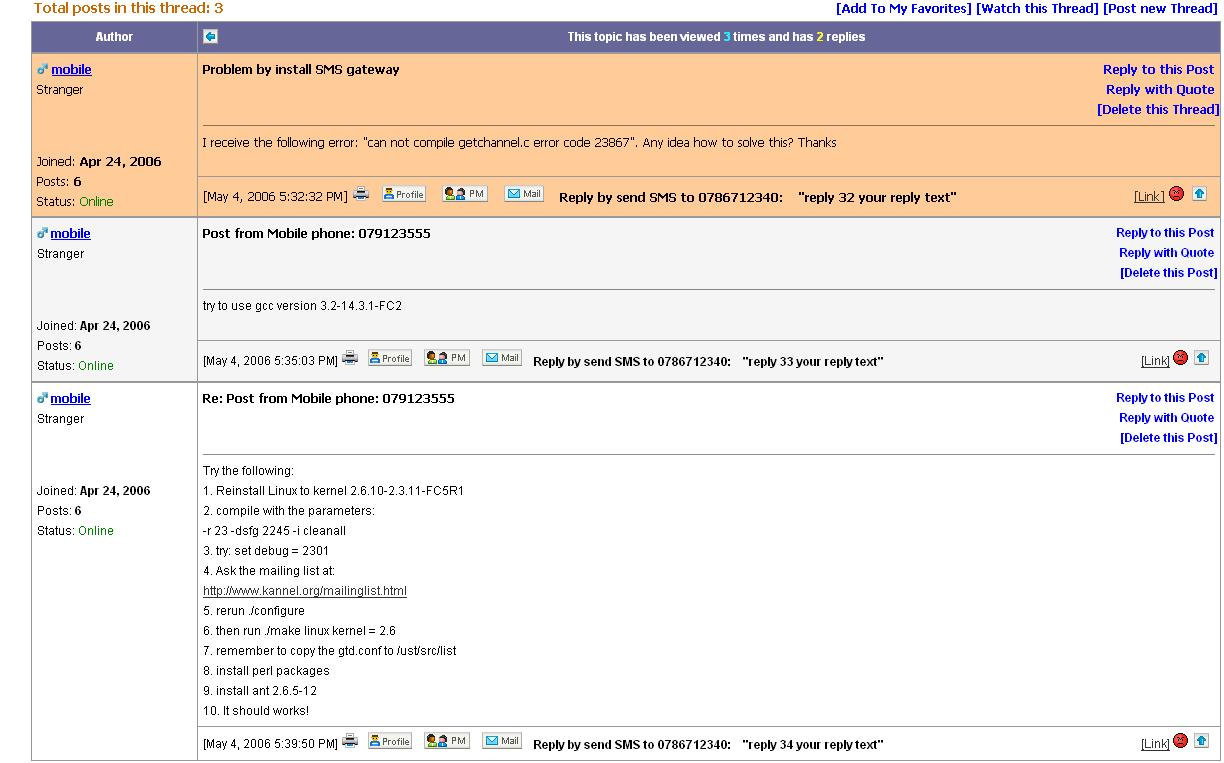 Total posts in this thread: 3
[Add To My Favorites] [Watch this Thread] [Post new Thread]
Author
This topic has been viewed 3 times and has 2 replies
mobile
Stranger
Joined: Apr 24, 2006
Posts: 6
Status: Online
Problem by install SMS gateway
Reply to this Post
Reply with Quote
[Delete this Thread]
I receive the following error: "can not compile getchannel.c error code 23867". Any idea how to solve this? Thanks
[May 4, 2006 5:32:32 PM] Profile PM Mail Reply by send SMS to 0786712340: "reply 32 your reply text" [Link]
mobile
Stranger
Joined: Apr 24, 2006
Posts: 6
Status: Online
Post from Mobile phone: 079123555
Reply to this Post
Reply with Quote
[Delete this Post]
try to use gcc version 3.2-14.3.1-FC2
[May 4, 2006 5:35:03 PM] Profile PM Mail Reply by send SMS to 0786712340: "reply 33 your reply text" [Link]
mobile
Stranger
Joined: Apr 24, 2006
Posts: 6
Status: Online
Re: Post from Mobile phone: 079123555
Reply to this Post
Reply with Quote
[Delete this Post]
Try the following:
1. Reinstall Linux to kernel 2.6.10-2.3.11-FC5R1
2. compile with the parameters:
-r 23 -dsfg 2245 -i cleanall
3. try: set debug = 2301
4. Ask the mailing list at:
http://www.kannel.org/mailinglist.html
5. rerun ./configure
6. then run ./make linux kernel = 2.6
7. remember to copy the gtd.conf to /ust/src/list
8. install perl packages
9. install ant 2.6.5-12
10. It should works!
[May 4, 2006 5:39:50 PM] Profile PM Mail Reply by send SMS to 0786712340: "reply 34 your reply text" [Link]